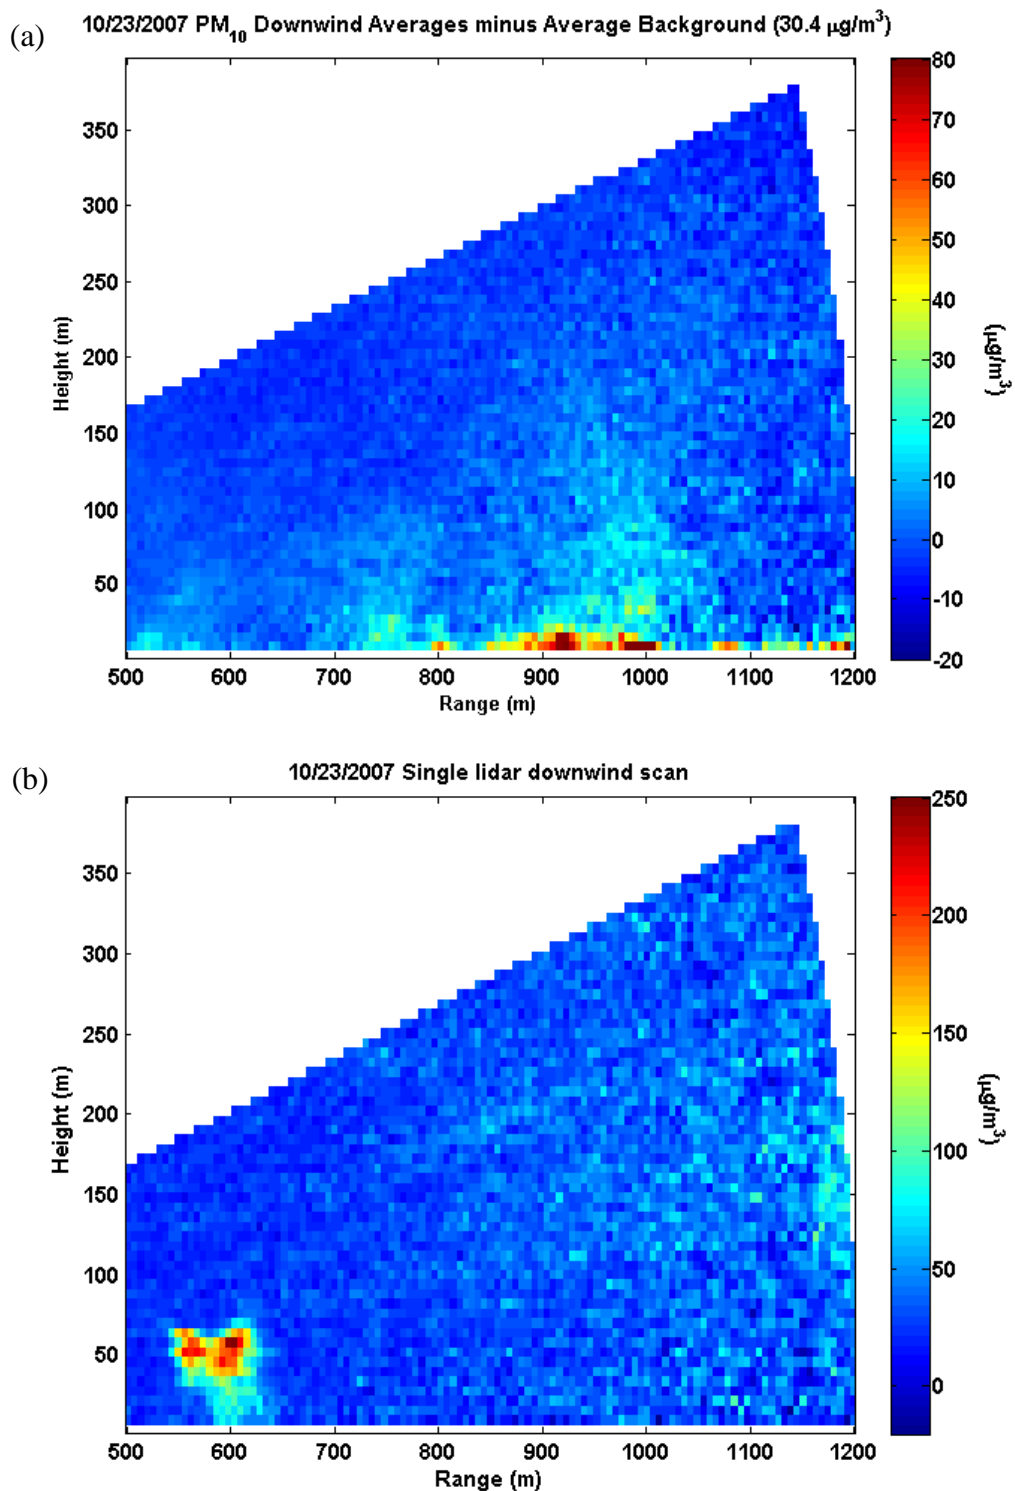 (a)
10/23/2007 PM10 Downwind Averages minus Average Background (30.4 μg/m3)
350
300
250
200
150
100
50
Height (m)
500 600 700 800 900 1000 1100 1200
Range (m)
80
70
60
50
40
30
20
10
0
-10
-20
(μg/m3)
(b)
10/23/2007 Single lidar downwind scan
350
300
250
200
150
100
50
Height (m)
500 600 700 800 900 1000 1100 1200
Range (m)
250
200
150
100
50
0
(μg/m3)